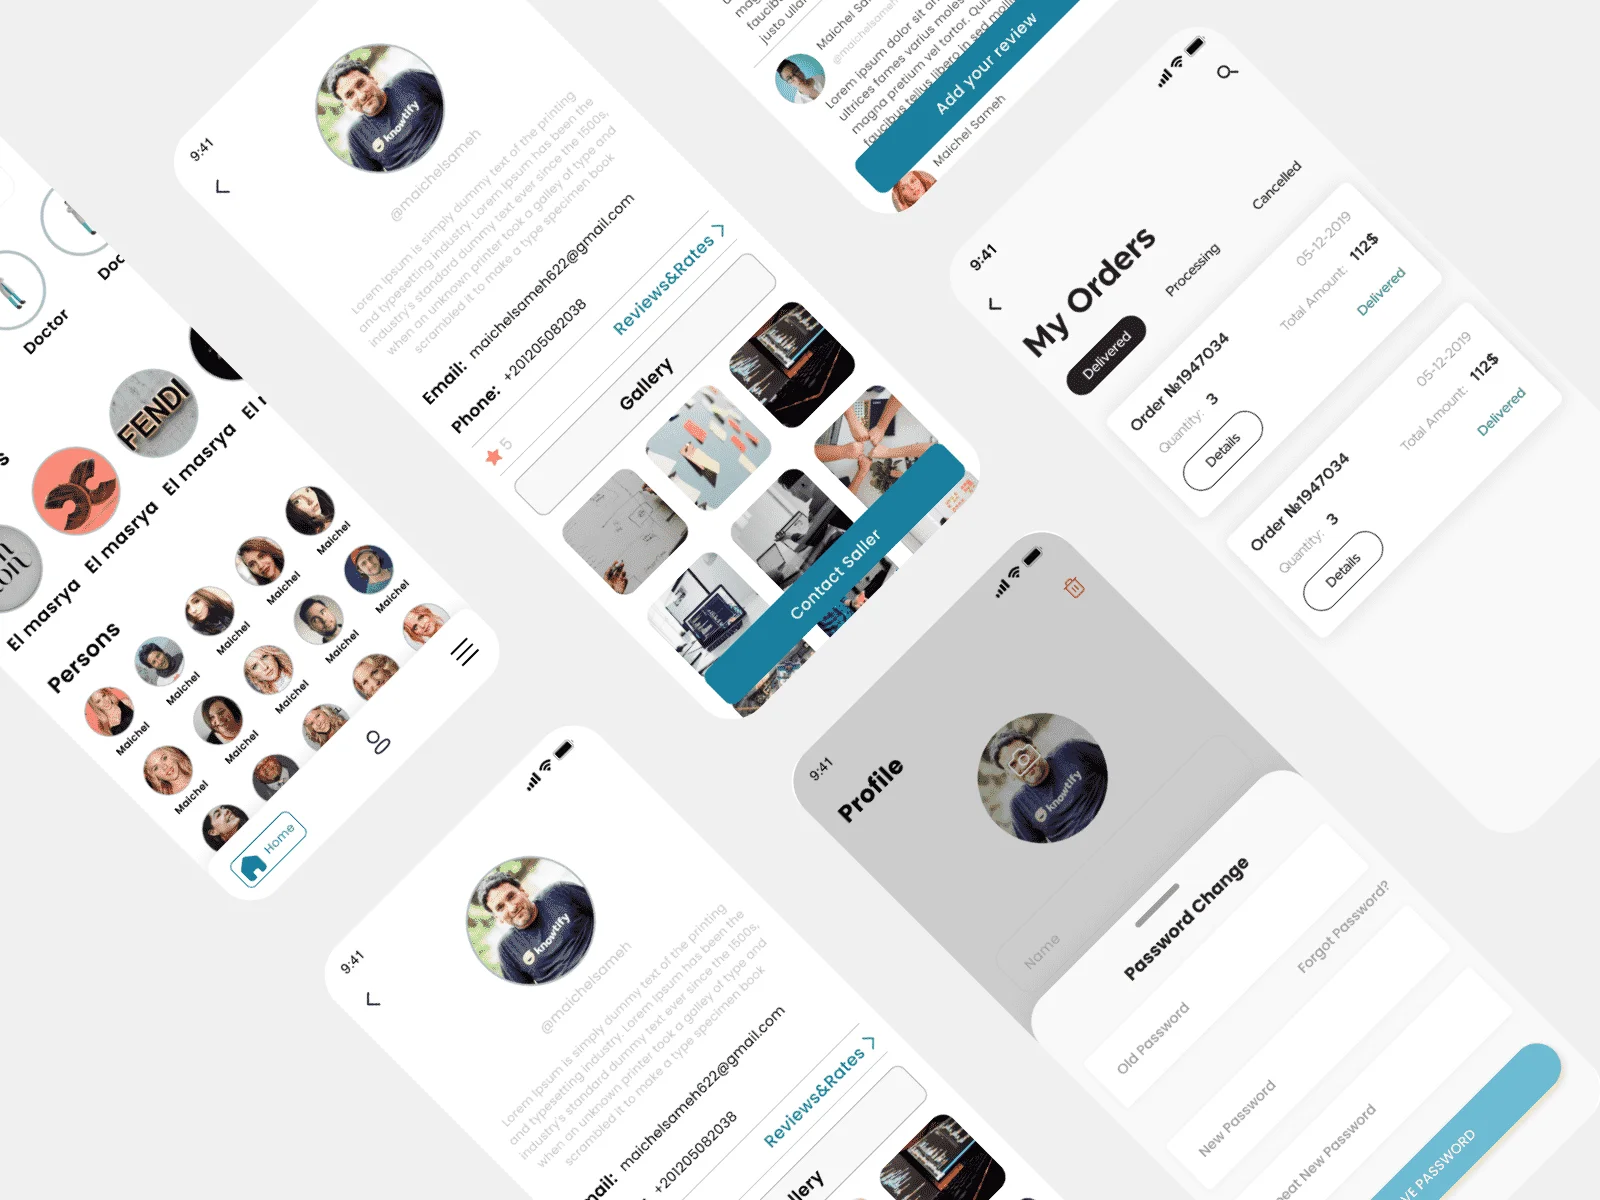 Doctor
Doc
FENDI
El masrya
El masrya
El masrya
El
Persons
Maichel
Maichel
Maichel
Maichel
Maichel
Maichel
Maichel
Maichel
Maichel
Maichel
Maichel
Home
9:41
knowtify
@maichelsameh
Lorem Ipsum is simply dummy text of the printing
and typesetting industry. Lorem Ipsum has been the
industry's standard dummy text ever since the 1500s,
when an unknown printer took a galley of type and
scrambled it to make a type specimen book
Email: maichelsameh622@gmail.com
Phone: +201205082038
5 Reviews&Rates
Gallery
Contact Saller
justo
Maichel
@maichelsameh
Lorem ipsum dolor sit
ultrices fames varius
magna pretium vel tortor.
faucibus tellus libero in sed
Add your review
Maichel Sameh
9:41
My Orders
Delivered
Processing
Cancelled
Order №1947034
05-12-2019
Quantity: 3
Total Amount: 112$
Details
Delivered
Order №1947034
05-12-2019
Quantity: 3
Total Amount: 112$
Details
Delivered
9:41
knowtify
@maichelsameh
Lorem Ipsum is simply dummy text of the printing
and typesetting industry. Lorem Ipsum has been the
industry's standard dummy text ever since the 1500s,
when an unknown printer took a galley of type and
scrambled it to make a type specimen book
mail: maichelsameh622@gmail.com
+201205082038
Reviews&Rates
llery
9:41
Profile
knowtify
Name
Password Change
Old Password
Forgot Password?
New Password
eat New Password
VE PASSWORD